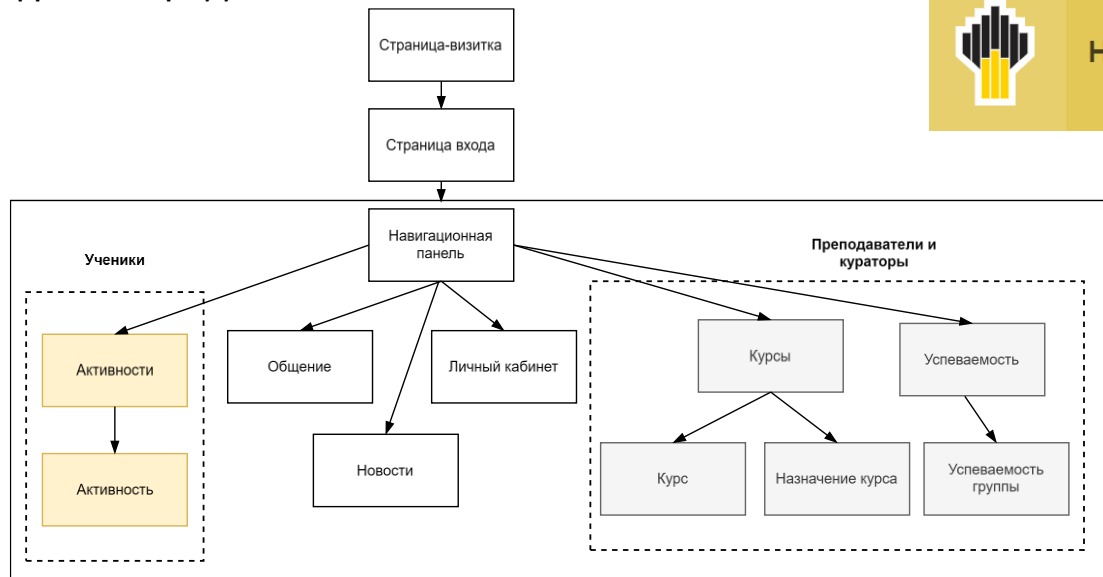 Страница-визитка
Н
Страница входа
Навигационная
панель
Ученики
Преподаватели и
кураторы
Активности
Общение
Личный кабинет
Курсы
Успеваемость
Активность
Новости
Курс
Назначение курса
Успеваемость
группы